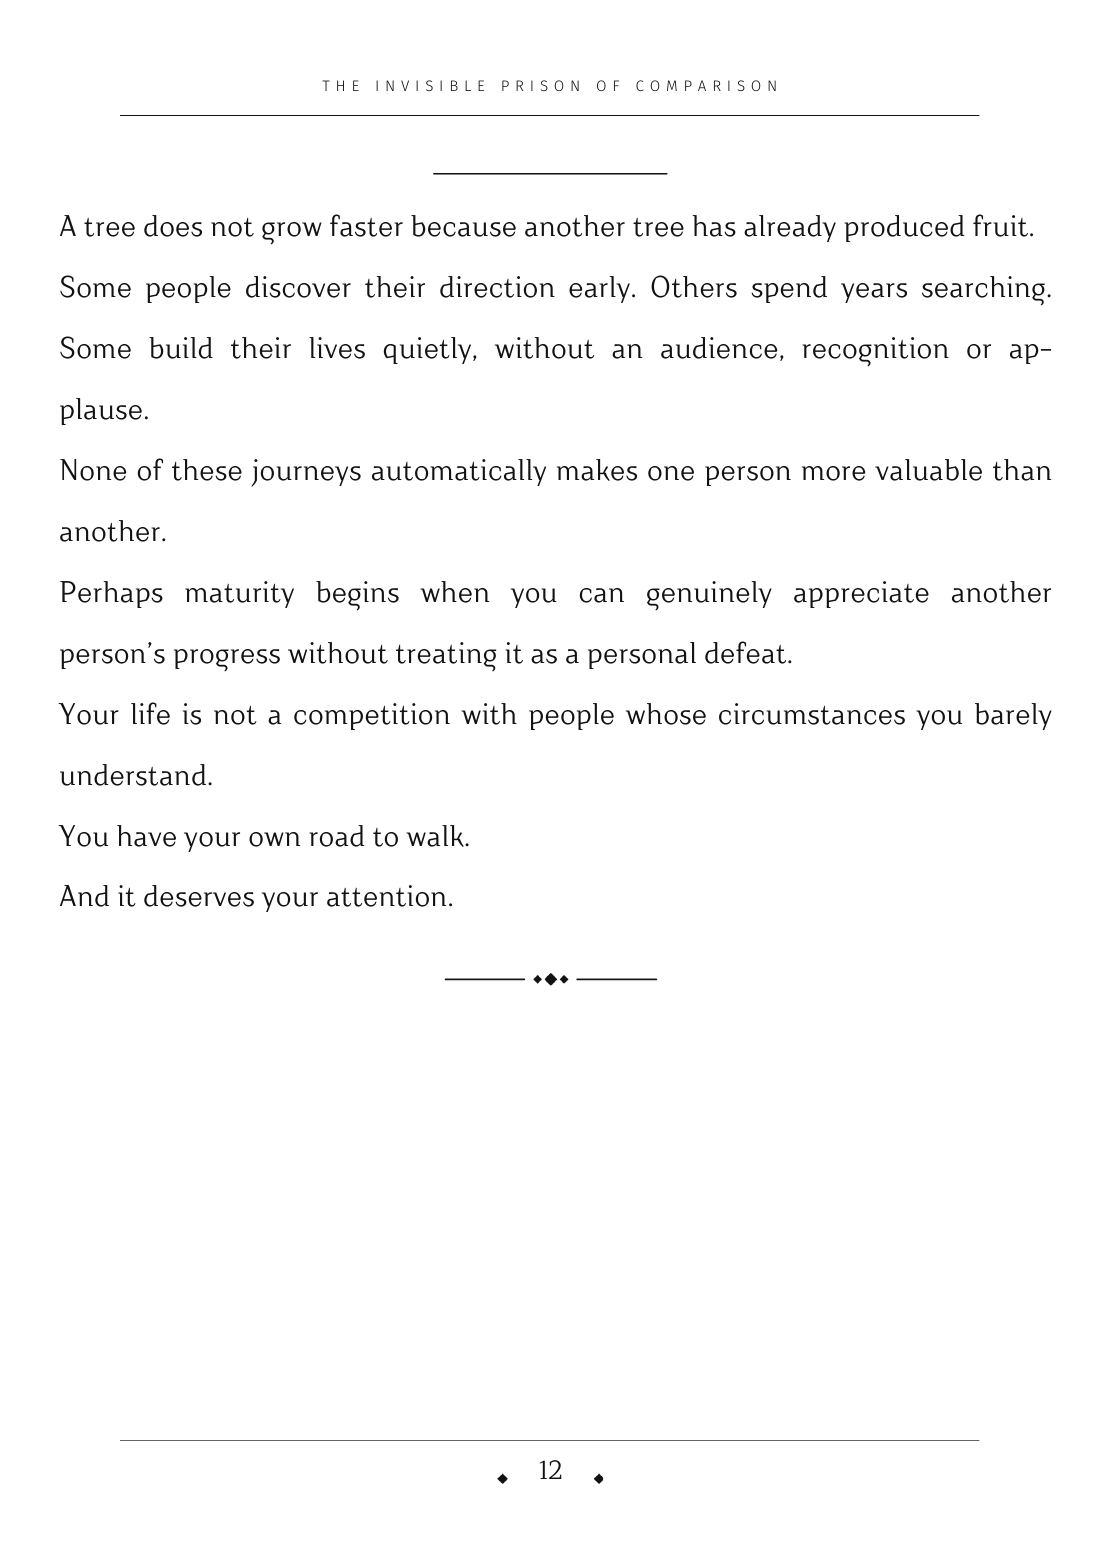 THE INVISIBLE PRISON OF COMPARISON
A tree does not grow faster because another tree has already produced fruit.
Some people discover their direction early. Others spend years searching.
Some build their lives quietly, without an audience, recognition or ap-
plause.
None of these journeys automatically makes one person more valuable than
another.
Perhaps maturity begins when you can genuinely appreciate another
person’s progress without treating it as a personal defeat.
Your life is not a competition with people whose circumstances you barely
understand.
You have your own road to walk.
And it deserves your attention.
12